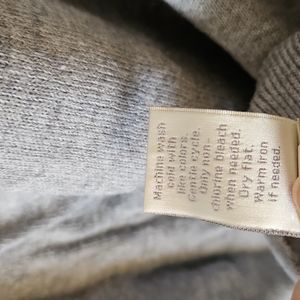 Machine wash
cold with
like colors.
Gentle cycle.
Only non-
chlorine bleach
when needed.
Dry flat.
Warm iron
if needed.